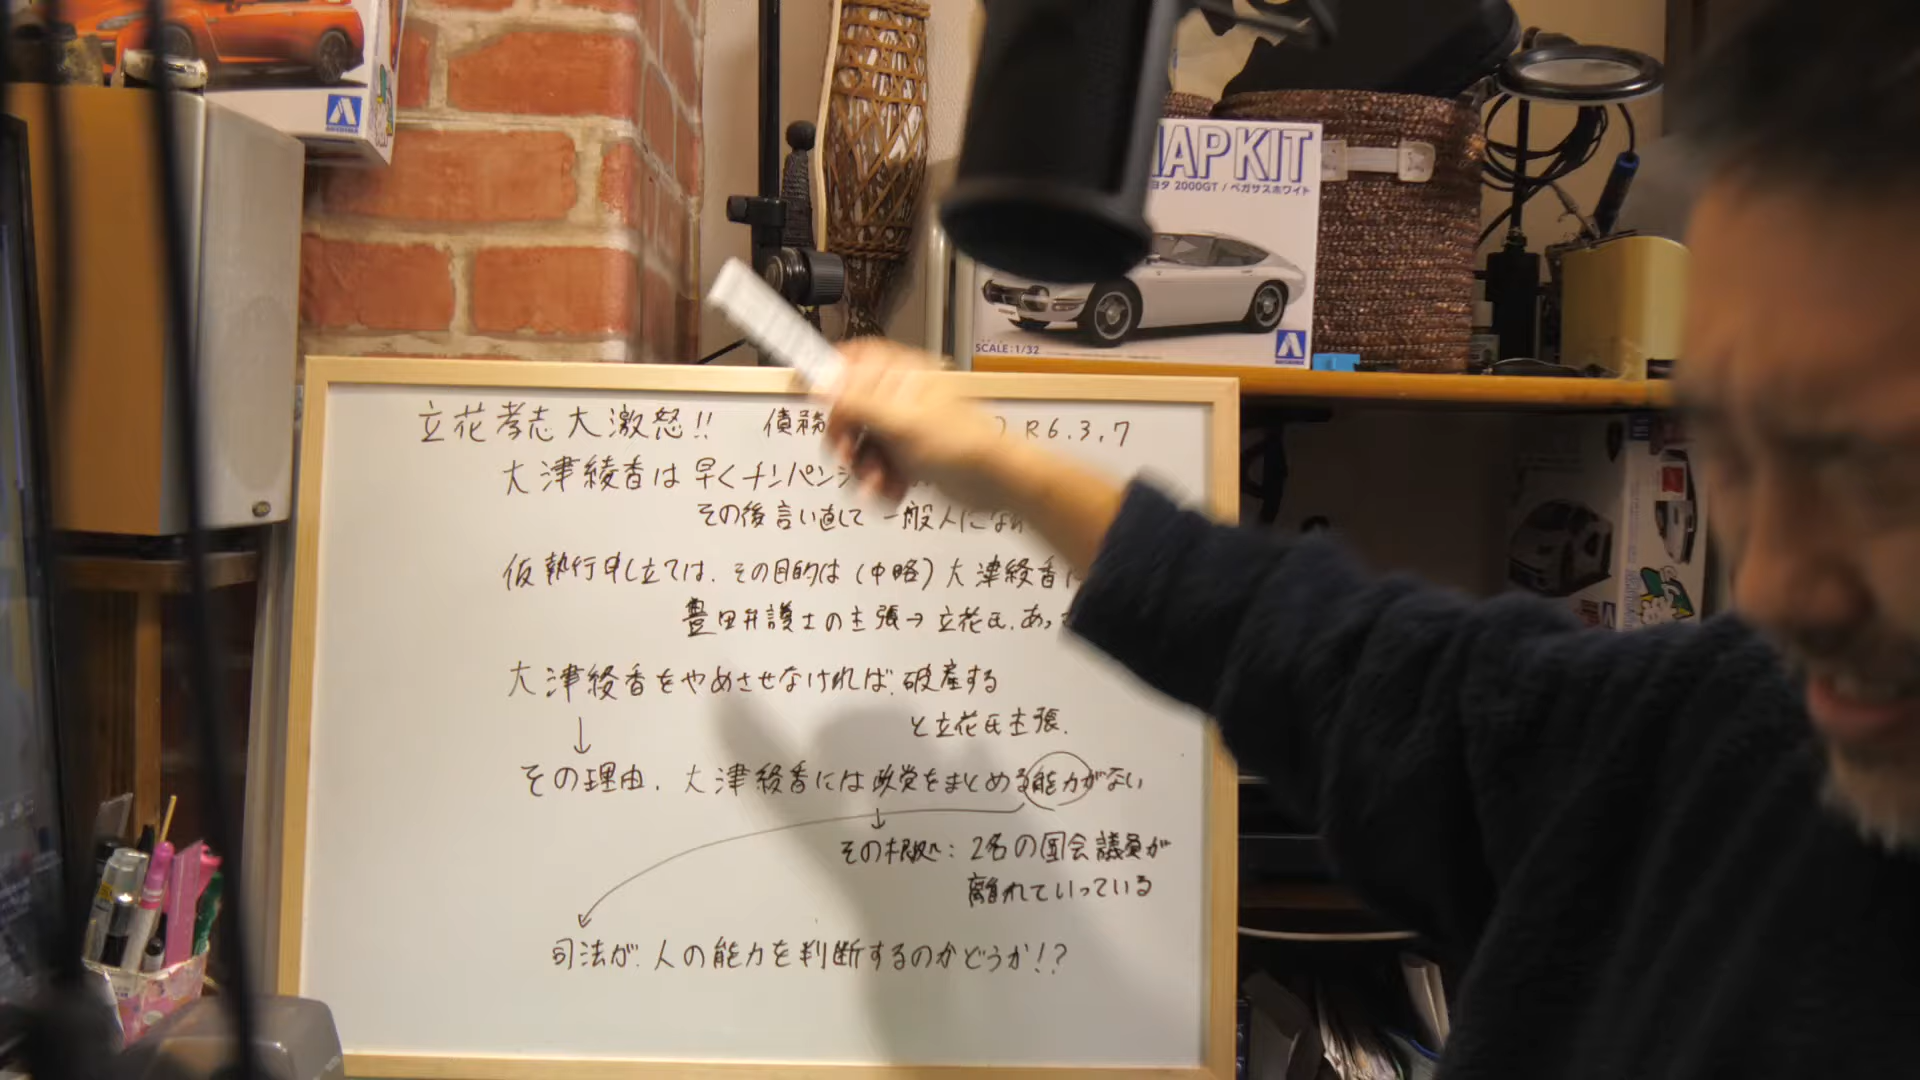 立花孝志大激怒!! 債務 R6.3.7
大津綾香は早くチンパンジ
その後言い直して 一般人になれ
仮執行申し立ては、その目的は(中略)大津綾香に
豊田弁護士の主張→立花氏、あっ
大津綾香をやめさせなければ、破産する
と立花氏主張。
↓
その理由、大津綾香には政党をまとめる能力がない
その根拠: 2名の国会議員が
離れていっている
司法が、人の能力を判断するのかどうか!?
APKIT
ヨタ 2000GT / ペガサスホワイト
SCALE:1/32